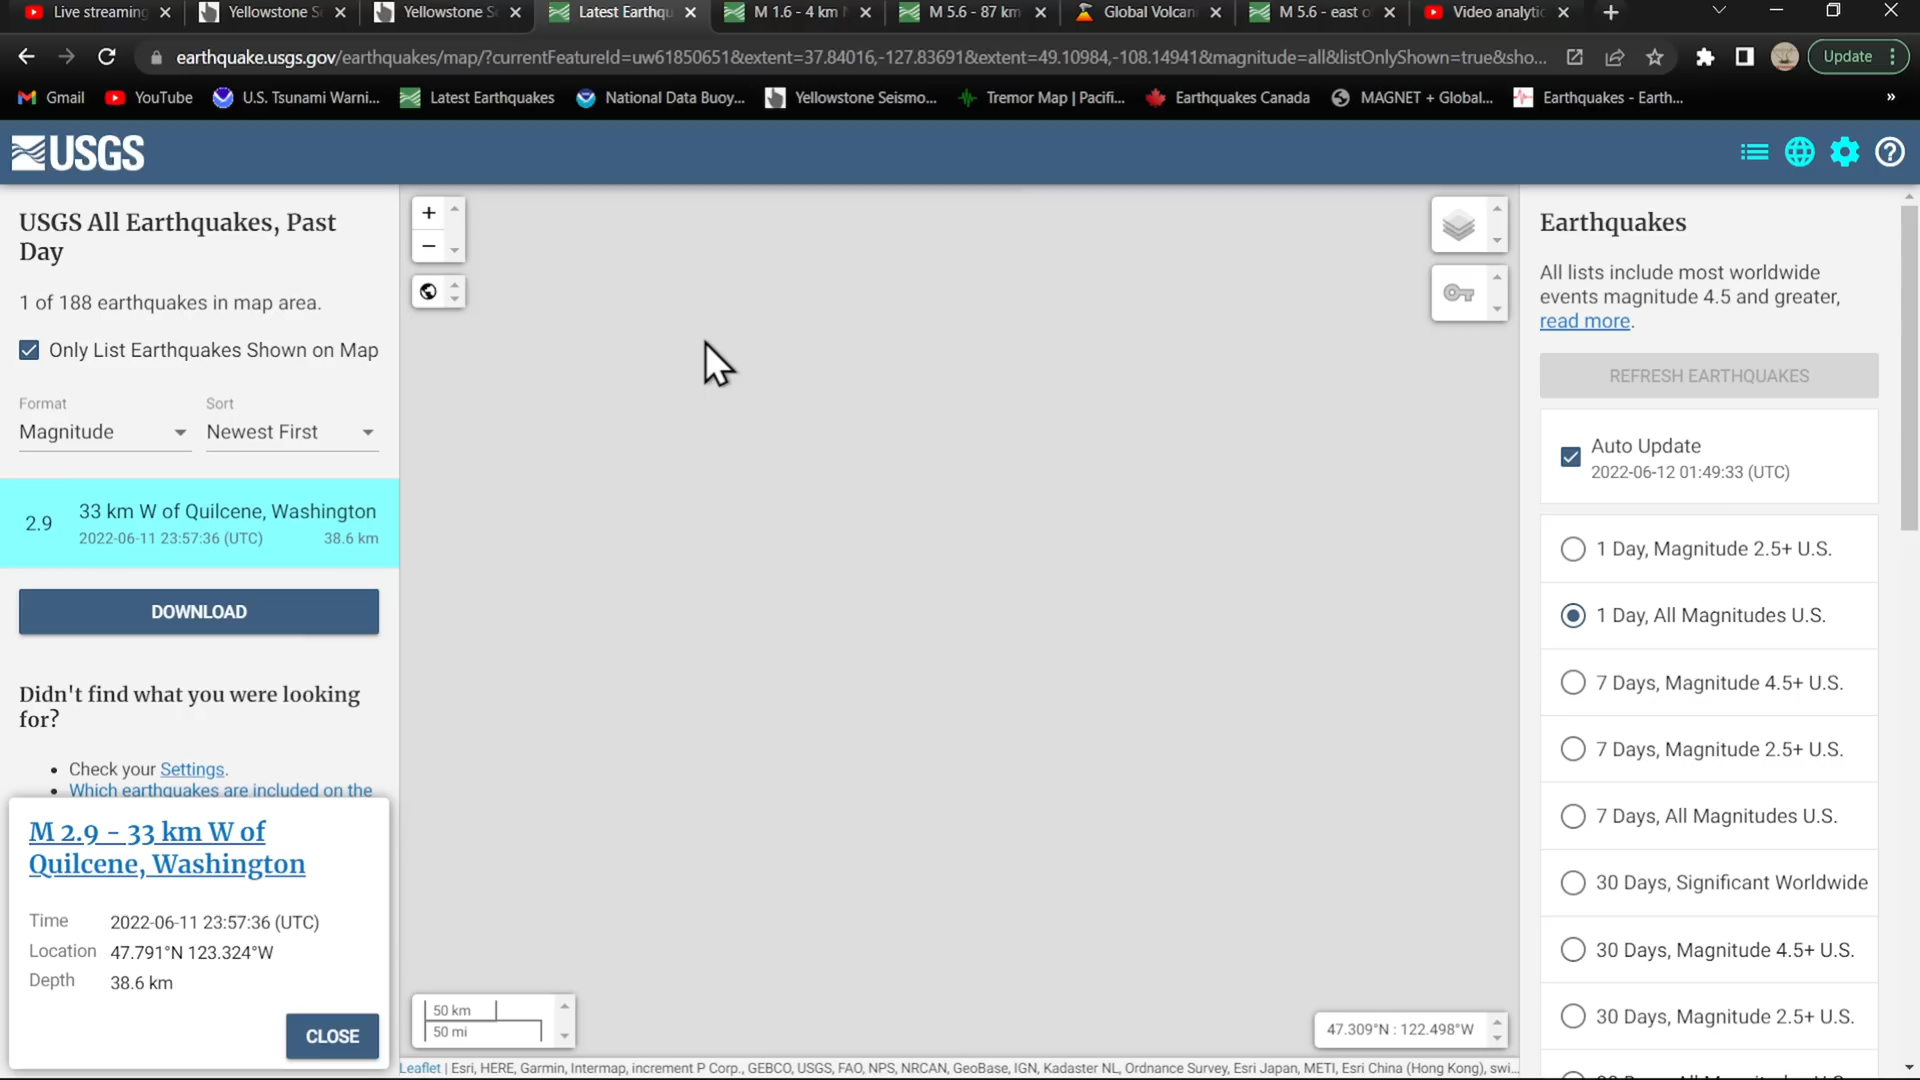 Live streaming
Yellowstone S
Yellowstone S
Latest Earthqu
M 1.6 - 4 km
M 5.6 - 87 km
Global Volcan
M 5.6 - east o
Video analytic
earthquake.usgs.gov/earthquakes/map/?currentFeatureId=uw61850651&extent=37.84016,-127.83691&extent=49.10984,-108.14941&magnitude=all&listOnlyShown=true&sho...
Update
Gmail
YouTube
U.S. Tsunami Warni...
Latest Earthquakes
National Data Buoy...
Yellowstone Seismo...
Tremor Map | Pacifi...
Earthquakes Canada
MAGNET + Global...
Earthquakes - Earth...
»
USGS
USGS All Earthquakes, Past
Day
1 of 188 earthquakes in map area.
Only List Earthquakes Shown on Map
Format
Sort
Magnitude
Newest First
2.9
33 km W of Quilcene, Washington
2022-06-11 23:57:36 (UTC)
38.6 km
DOWNLOAD
Didn't find what you were looking
for?
• Check your Settings.
• Which earthquakes are included on the
M 2.9 - 33 km W of
Quilcene, Washington
Time 2022-06-11 23:57:36 (UTC)
Location 47.791°N 123.324°W
Depth 38.6 km
CLOSE
+
−
50 km
50 mi
47.309°N : 122.498°W
Leaflet | Esri, HERE, Garmin, Intermap, increment P Corp., GEBCO, USGS, FAO, NPS, NRCAN, GeoBase, IGN, Kadaster NL, Ordnance Survey, Esri Japan, METI, Esri China (Hong Kong), swi...
Earthquakes
All lists include most worldwide
events magnitude 4.5 and greater,
read more.
REFRESH EARTHQUAKES
Auto Update
2022-06-12 01:49:33 (UTC)
1 Day, Magnitude 2.5+ U.S.
1 Day, All Magnitudes U.S.
7 Days, Magnitude 4.5+ U.S.
7 Days, Magnitude 2.5+ U.S.
7 Days, All Magnitudes U.S.
30 Days, Significant Worldwide
30 Days, Magnitude 4.5+ U.S.
30 Days, Magnitude 2.5+ U.S.